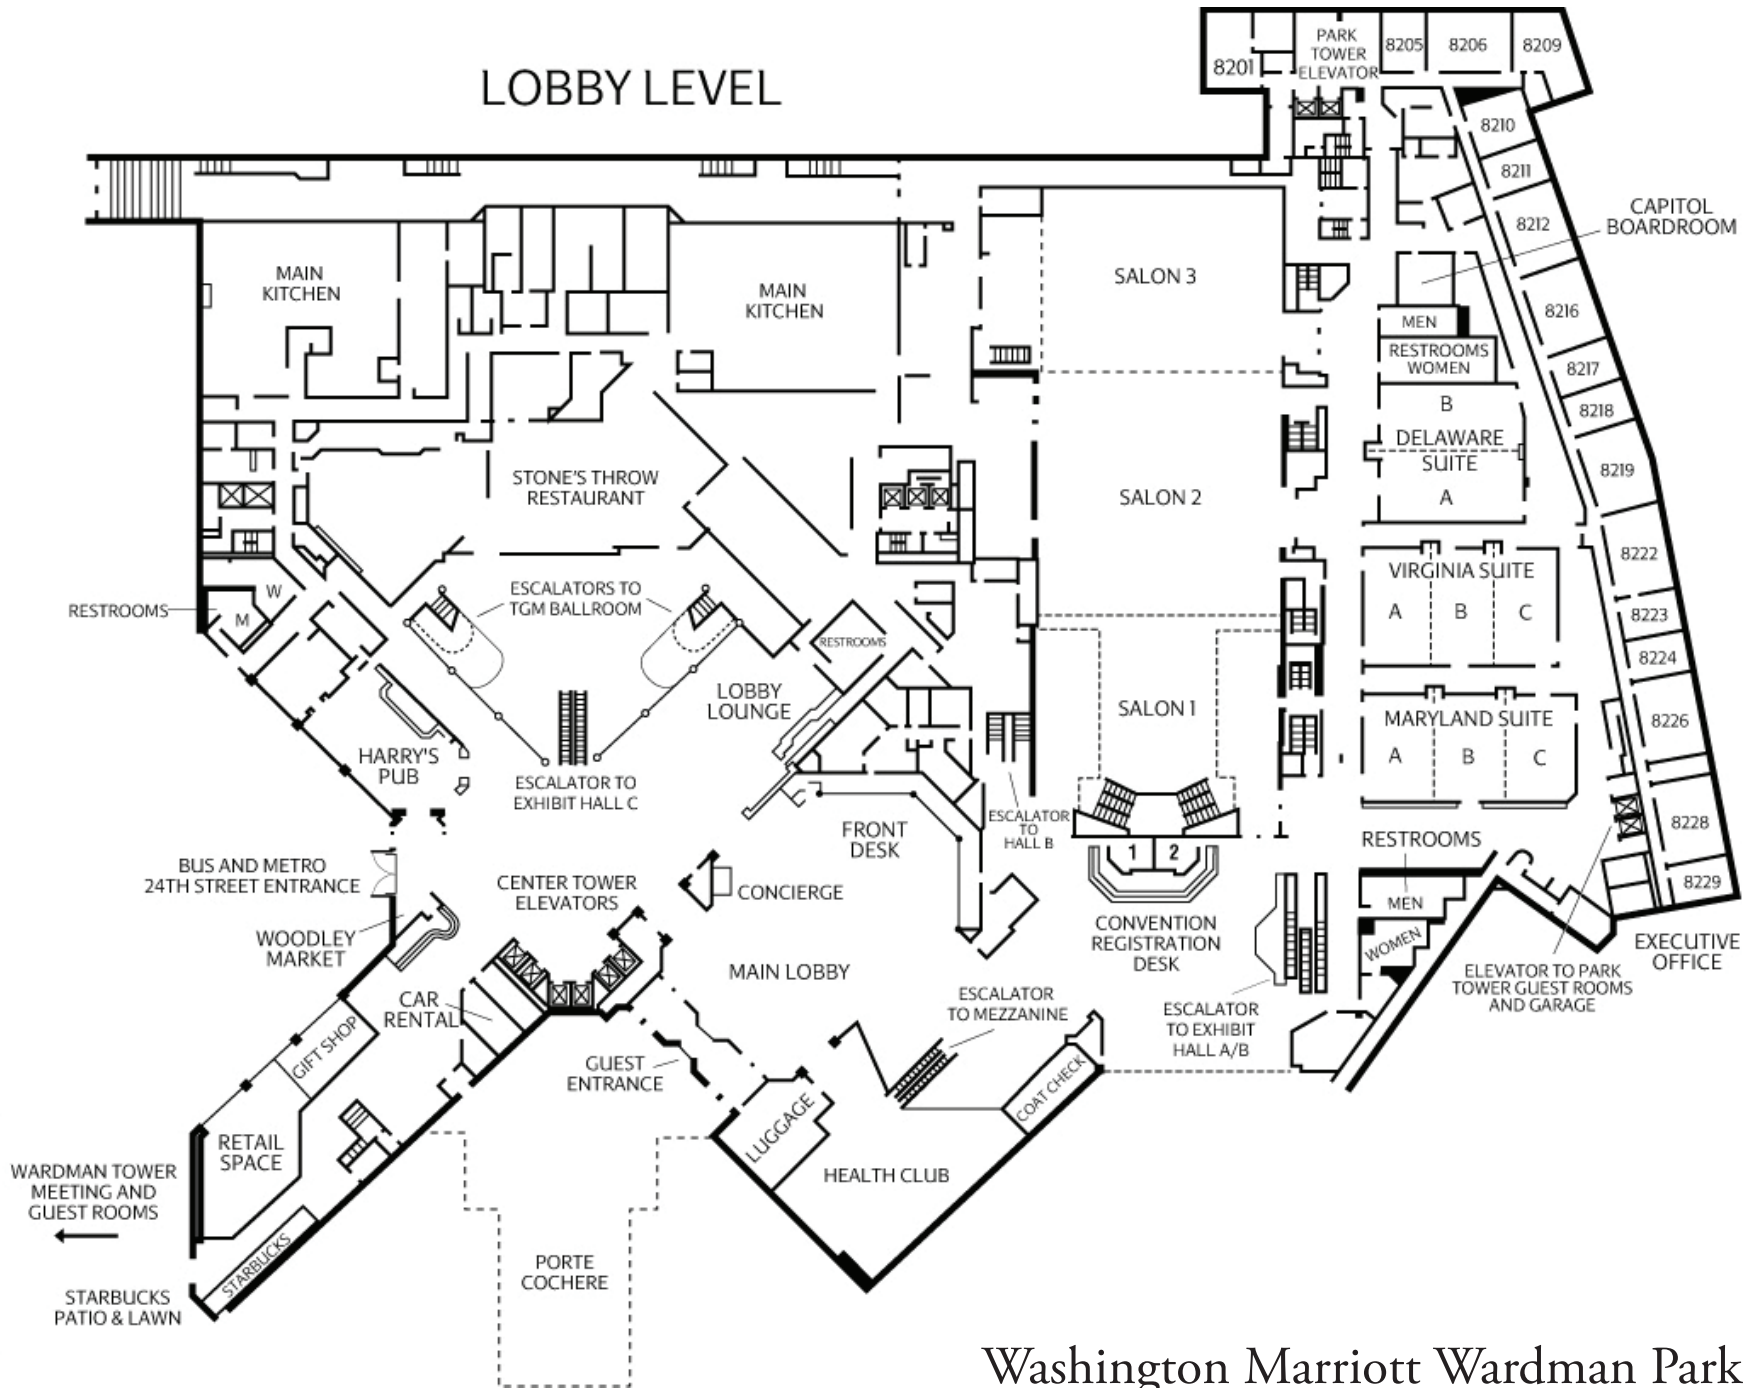 LOBBY LEVEL
PARK
TOWER
ELEVATOR
8201
8205
8206
8209
8210
8211
8212
CAPITOL
BOARDROOM
8216
8217
8218
8219
8222
8223
8224
8226
8228
8229
MAIN
KITCHEN
MAIN
KITCHEN
SALON 3
MEN
RESTROOMS
WOMEN
B
DELAWARE
SUITE
A
STONE'S THROW
RESTAURANT
SALON 2
VIRGINIA SUITE
A
B
C
RESTROOMS
W
M
ESCALATORS TO
TGM BALLROOM
RESTROOMS
LOBBY
LOUNGE
SALON 1
MARYLAND SUITE
A
B
C
HARRY'S
PUB
ESCALATOR TO
EXHIBIT HALL C
FRONT
DESK
ESCALATOR
TO
HALL B
RESTROOMS
1
2
BUS AND METRO
24TH STREET ENTRANCE
CENTER TOWER
ELEVATORS
CONCIERGE
MEN
WOMEN
WOODLEY
MARKET
CONVENTION
REGISTRATION
DESK
EXECUTIVE
OFFICE
ELEVATOR TO PARK
TOWER GUEST ROOMS
AND GARAGE
MAIN LOBBY
CAR
RENTAL
ESCALATOR
TO MEZZANINE
ESCALATOR
TO EXHIBIT
HALL A/B
GIFT SHOP
GUEST
ENTRANCE
COAT CHECK
LUGGAGE
RETAIL
SPACE
HEALTH CLUB
WARDMAN TOWER
MEETING AND
GUEST ROOMS
STARBUCKS
PORTE
COCHERE
STARBUCKS
PATIO & LAWN
Washington Marriott Wardman Park